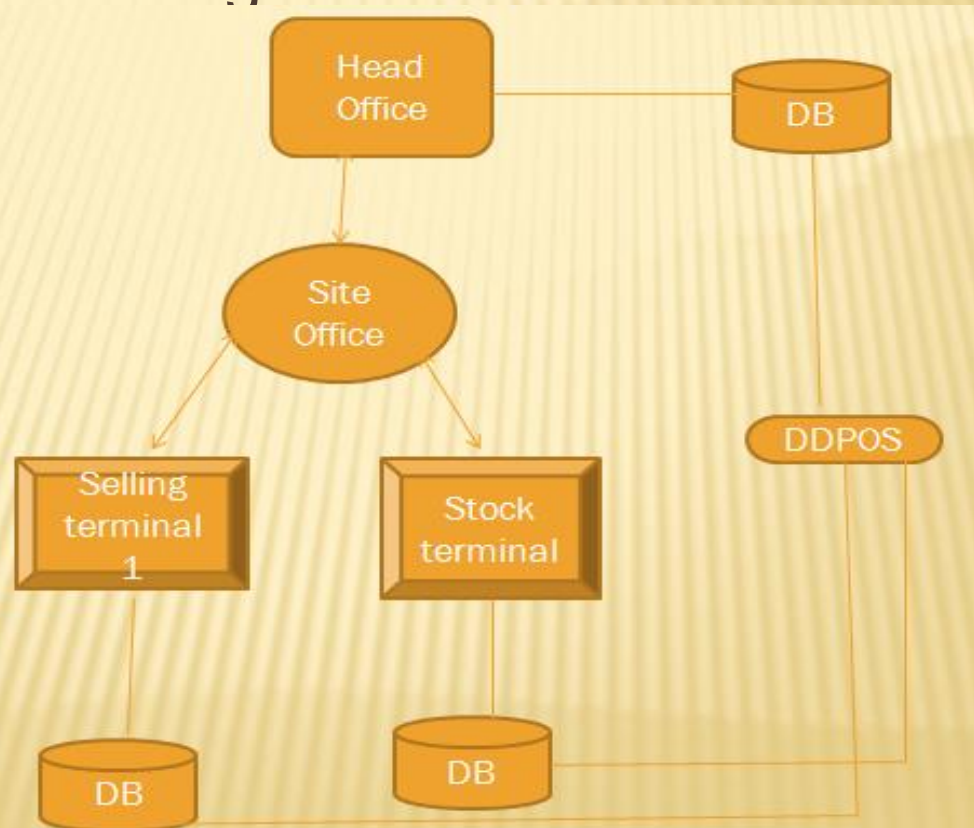 Head
Office
DB
Site
Office
DDPOS
Selling
terminal
1
Stock
terminal
DB
DB